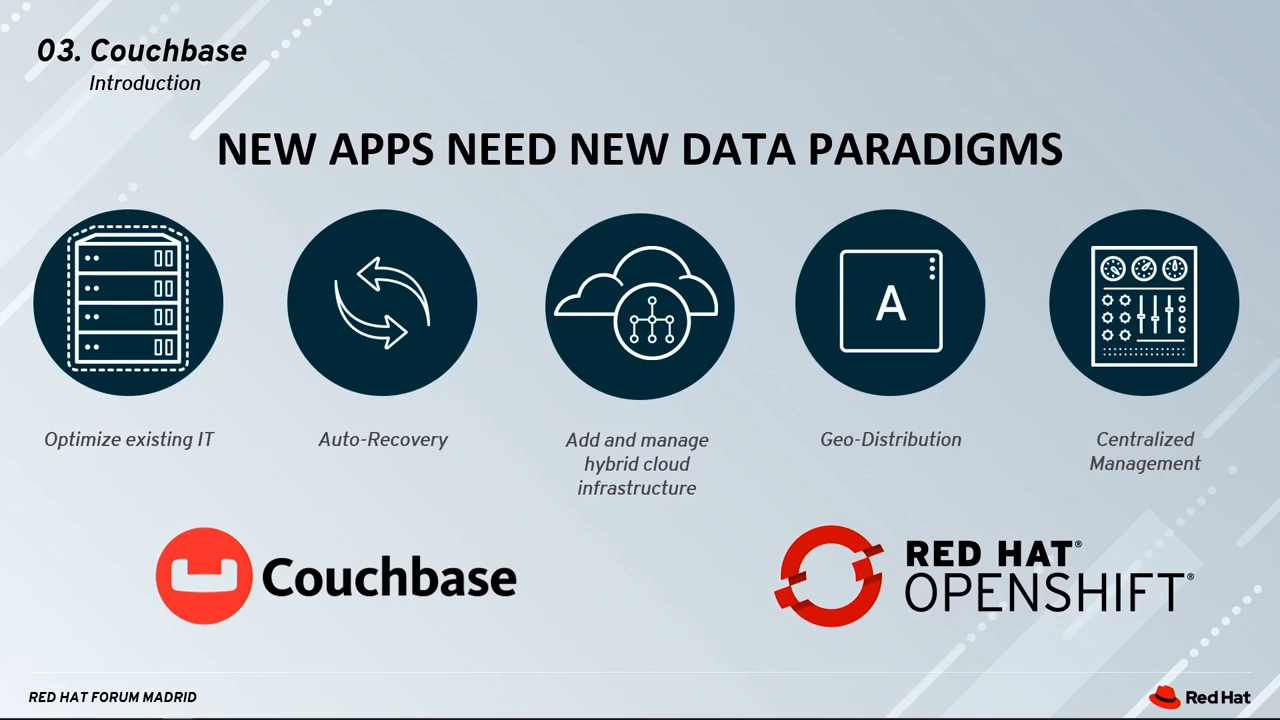 03. Couchbase
Introduction
NEW APPS NEED NEW DATA PARADIGMS
A
Optimize existing IT
Auto-Recovery
Add and manage
hybrid cloud
infrastructure
Geo-Distribution
Centralized
Management
Couchbase
RED HAT®
OPENSHIFT®
RED HAT FORUM MADRID
Red Hat